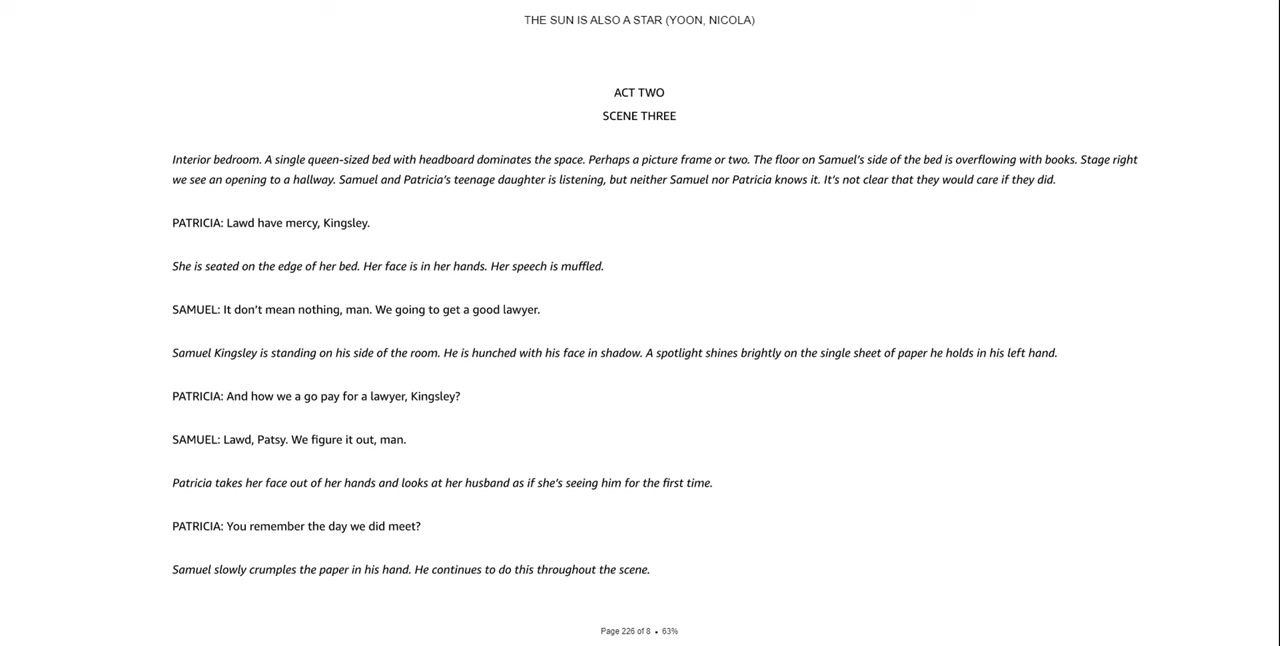 THE SUN IS ALSO A STAR (YOON, NICOLA)
ACT TWO
SCENE THREE
Interior bedroom. A single queen-sized bed with headboard dominates the space. Perhaps a picture frame or two. The floor on Samuel’s side of the bed is overflowing with books. Stage right
we see an opening to a hallway. Samuel and Patricia’s teenage daughter is listening, but neither Samuel nor Patricia knows it. It’s not clear that they would care if they did.
PATRICIA: Lawd have mercy, Kingsley.
She is seated on the edge of her bed. Her face is in her hands. Her speech is muffled.
SAMUEL: It don’t mean nothing, man. We going to get a good lawyer.
Samuel Kingsley is standing on his side of the room. He is hunched with his face in shadow. A spotlight shines brightly on the single sheet of paper he holds in his left hand.
PATRICIA: And how we a go pay for a lawyer, Kingsley?
SAMUEL: Lawd, Patsy. We figure it out, man.
Patricia takes her face out of her hands and looks at her husband as if she’s seeing him for the first time.
PATRICIA: You remember the day we did meet?
Samuel slowly crumples the paper in his hand. He continues to do this throughout the scene.
Page 226 of 8 • 63%